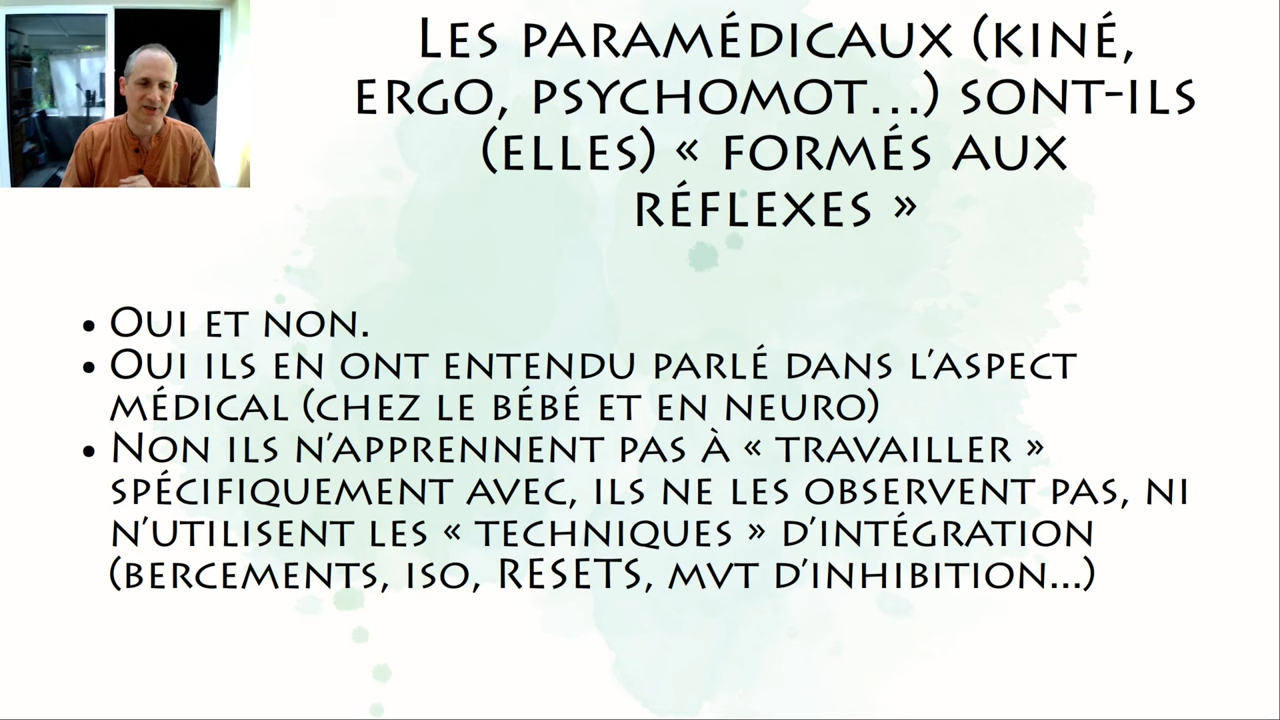 Les paramédicaux (kiné,
ergo, psychomot…) sont-ils
(elles) « formés aux
réflexes »
• Oui et non.
• Oui ils en ont entendu parlé dans l’aspect
médical (chez le bébé et en neuro)
• Non ils n’apprennent pas à « travailler »
spécifiquement avec, ils ne les observent pas, ni
n’utilisent les « techniques » d’intégration
(bercements, iso, RESETS, mvt d’inhibition...)